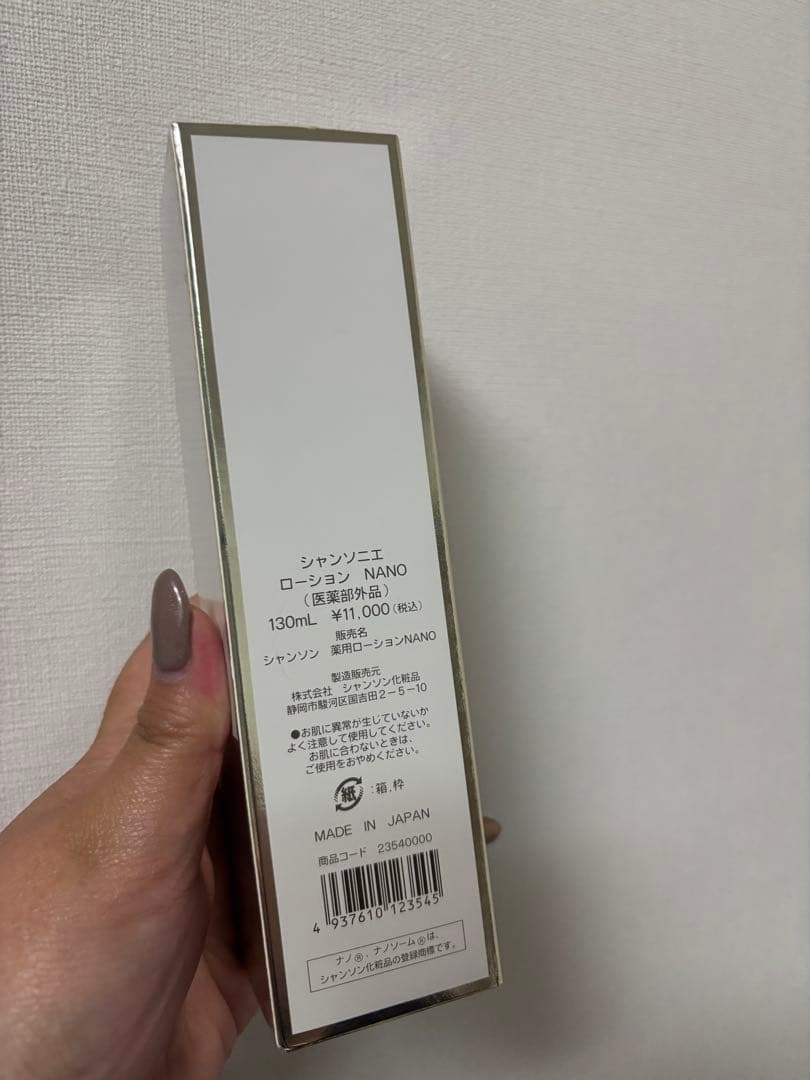 シャンソニエ
ローション　NANO
（医薬部外品）
130mL　¥11,000（税込）
販売名
シャンソン　薬用ローションNANO
製造販売元
株式会社　シャンソン化粧品
静岡市駿河区国吉田2－5－10
●お肌に異常が生じていないか
よく注意して使用してください。
お肌に合わないときは、
ご使用をおやめください。
紙 ：箱，枠
MADE IN JAPAN
商品コード　23540000
4 937610 123545
ナノ®、ナノソーム®は、
シャンソン化粧品の登録商標です。